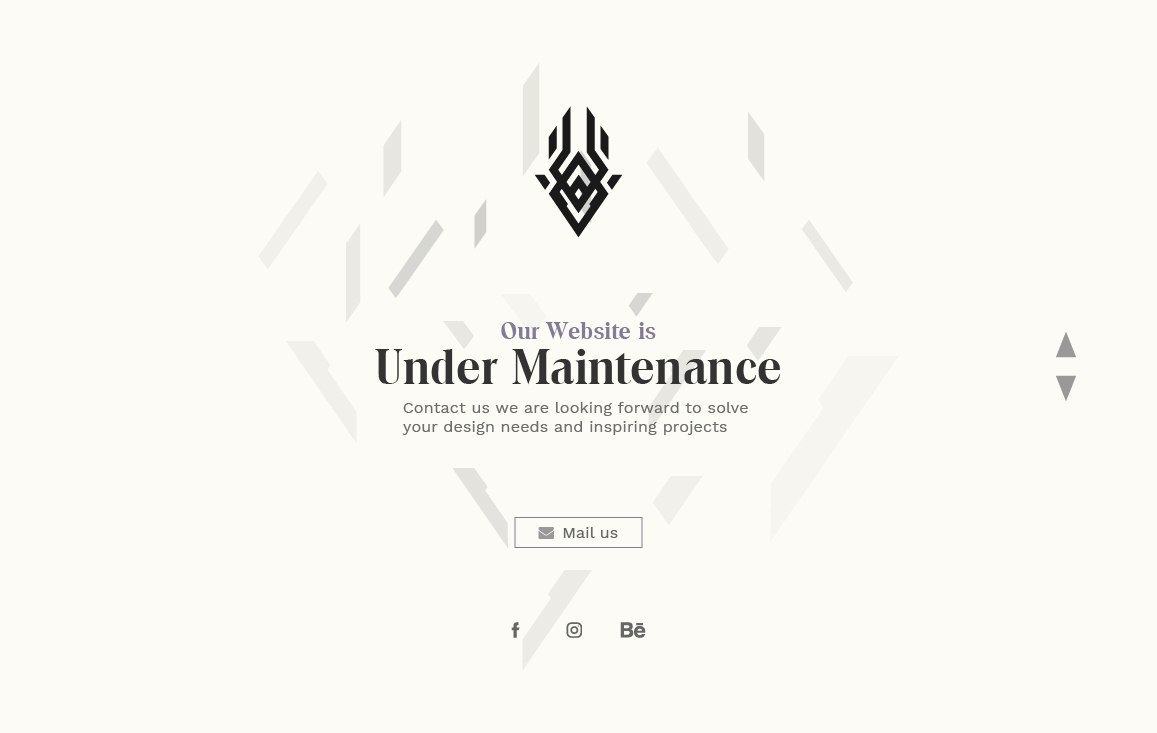 Our Website is
Under Maintenance
Contact us we are looking forward to solve
your design needs and inspiring projects
Mail us
Bē